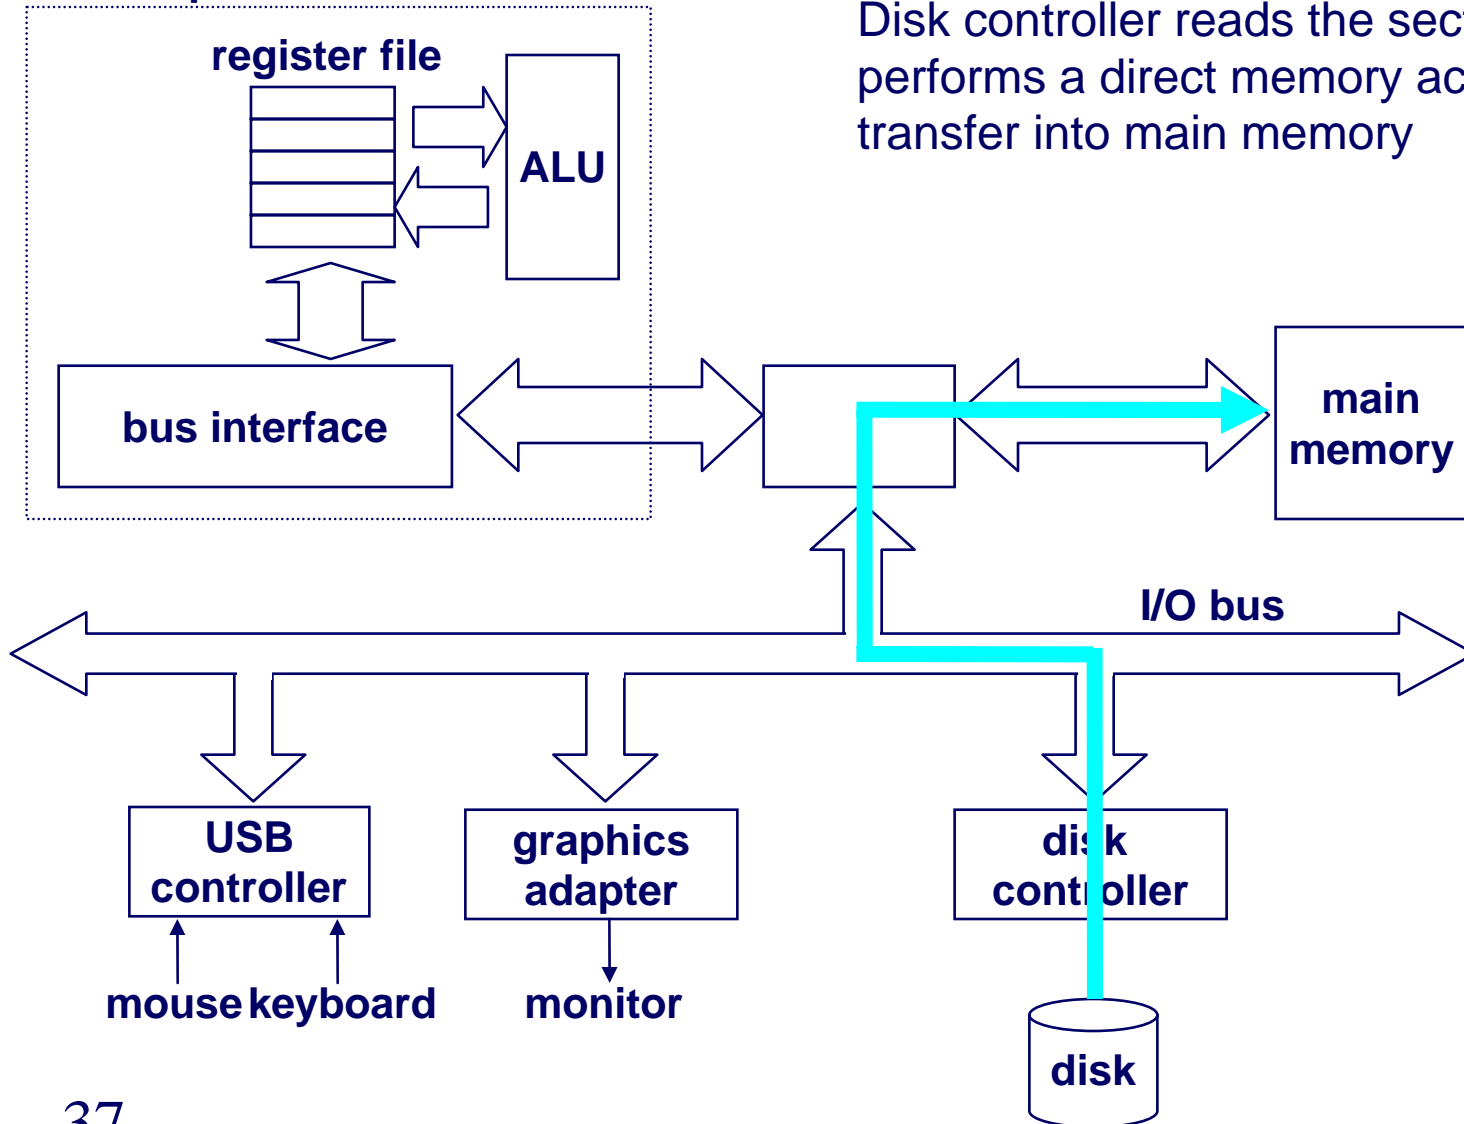 Disk controller reads the sect
performs a direct memory ac
transfer into main memory
register file
ALU
bus interface
main
memory
I/O bus
USB
controller
graphics
adapter
disk
controller
mouse keyboard
monitor
disk
37